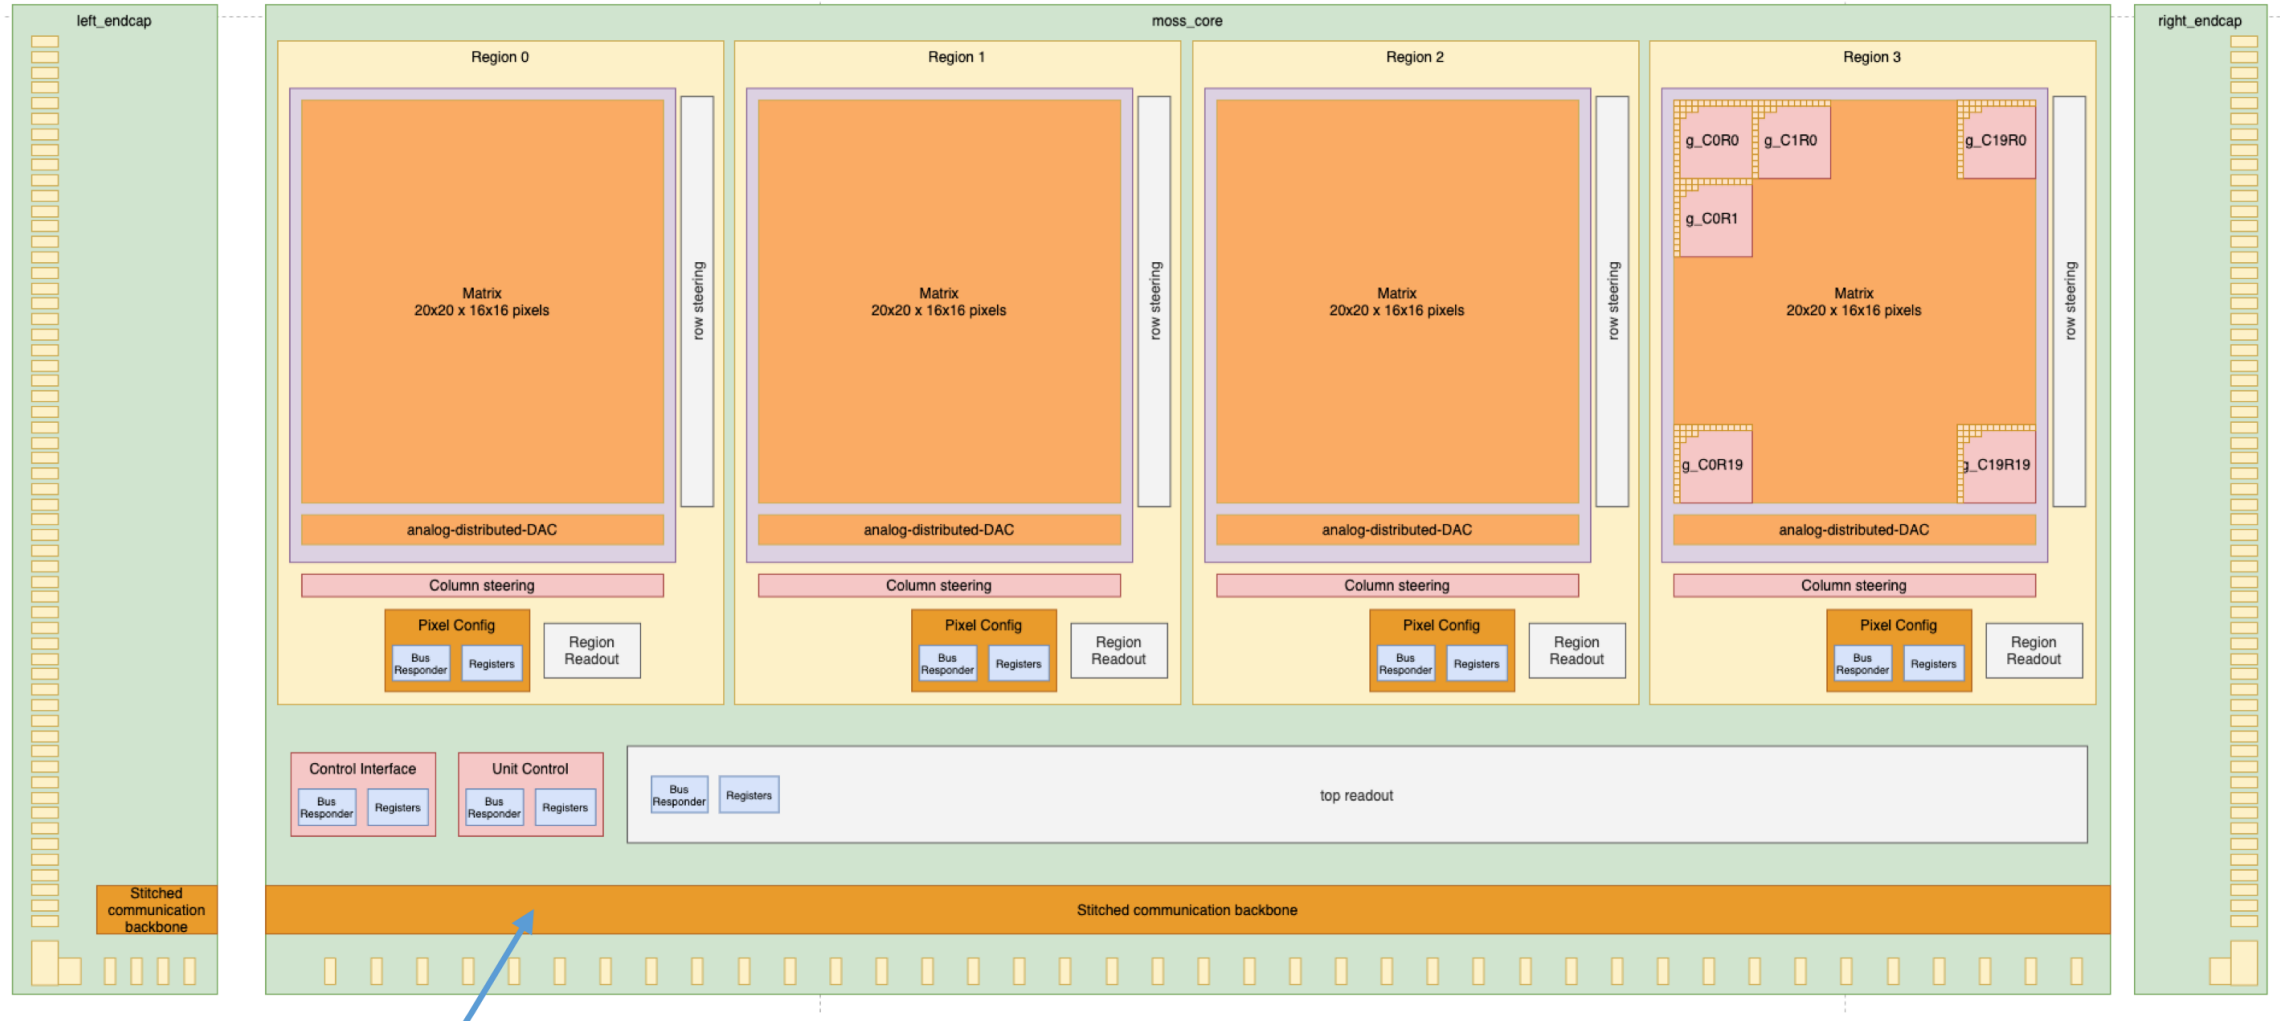 left_endcap
moss_core
right_endcap
Region 0
Region 1
Region 2
Region 3
Matrix
20x20 x 16x16 pixels
row steering
Matrix
20x20 x 16x16 pixels
row steering
Matrix
20x20 x 16x16 pixels
row steering
g_C0R0
g_C1R0
g_C19R0
g_C0R1
Matrix
20x20 x 16x16 pixels
g_C0R19
g_C19R19
row steering
analog-distributed-DAC
analog-distributed-DAC
analog-distributed-DAC
analog-distributed-DAC
Column steering
Column steering
Column steering
Column steering
Pixel Config
Bus
Responder
Registers
Region
Readout
Pixel Config
Bus
Responder
Registers
Region
Readout
Pixel Config
Bus
Responder
Registers
Region
Readout
Pixel Config
Bus
Responder
Registers
Region
Readout
Control Interface
Bus
Responder
Registers
Unit Control
Bus
Responder
Registers
Bus
Responder
Registers
top readout
Stitched
communication
backbone
Stitched communication backbone